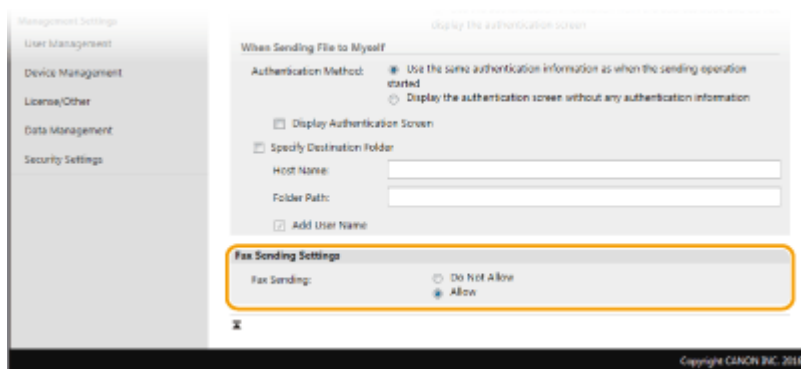 Management Settings
User Management
Device Management
License/Other
Data Management
Security Settings
display the authentication screen
When Sending File to Myself
Authentication Method:
Use the same authentication information as when the sending operation
started
Display the authentication screen without any authentication information
Display Authentication Screen
Specify Destination Folder
Host Name:
Folder Path:
Add User Name
Fax Sending Settings
Fax Sending:
Do Not Allow
Allow
Copyright CANON INC. 2016